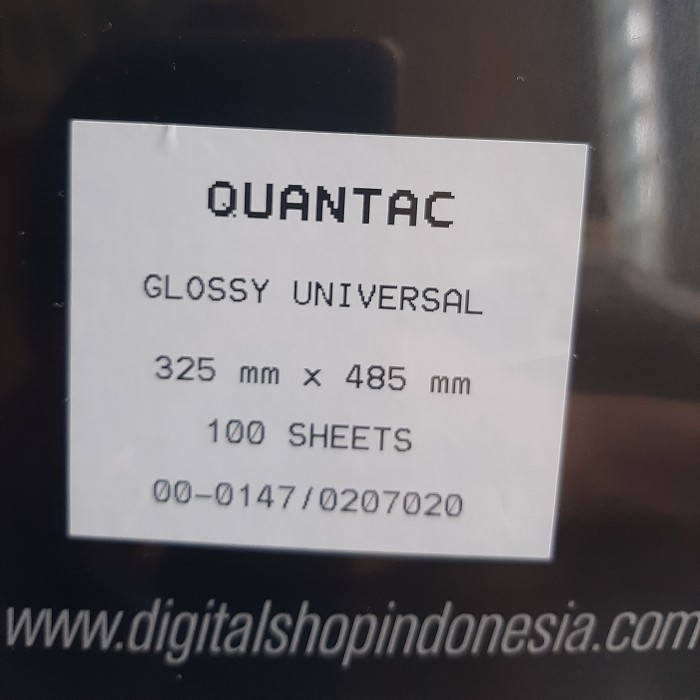 QUANTAC
GLOSSY UNIVERSAL
325 mm x 485 mm
100 SHEETS
00-0147/0207020
www.digitalshopindonesia.com